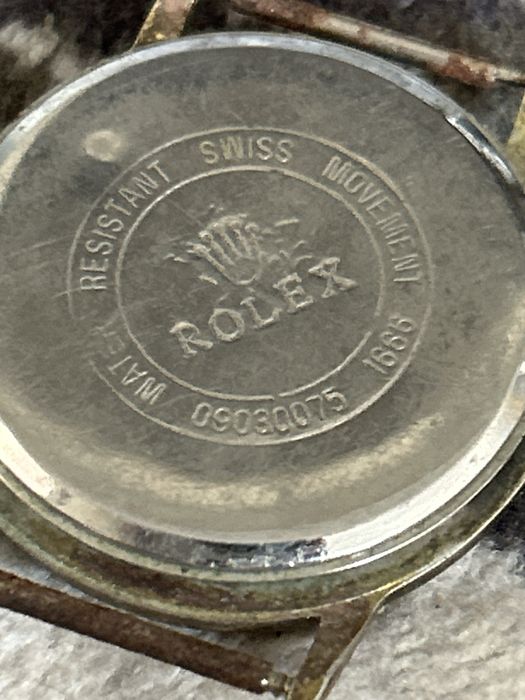 WATER RESISTANT SWISS MOVEMENT 1666 09030075
ROLEX